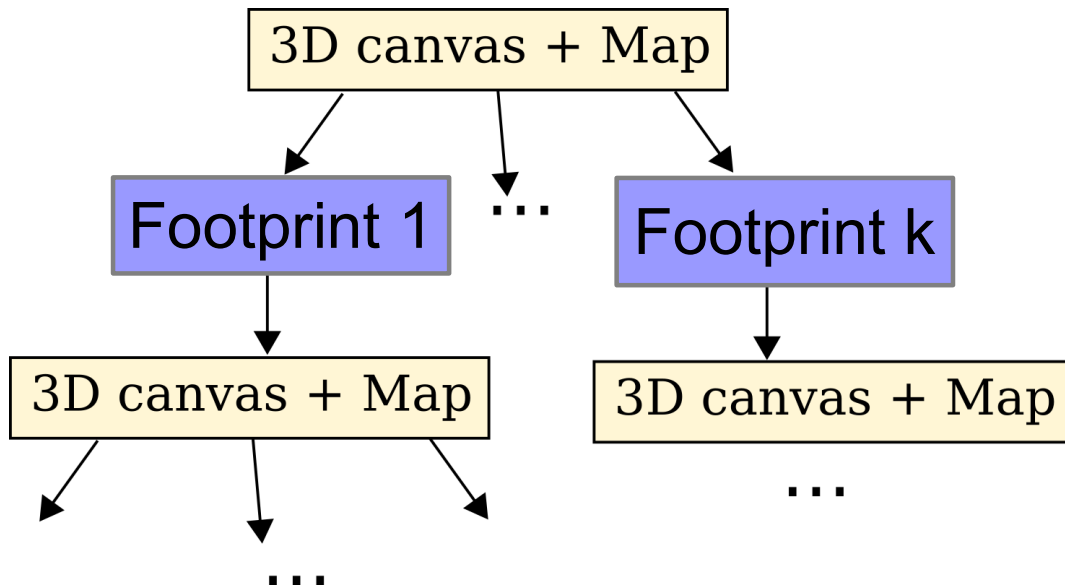 3D canvas + Map
Footprint 1
...
Footprint k
3D canvas + Map
3D canvas + Map
...
...